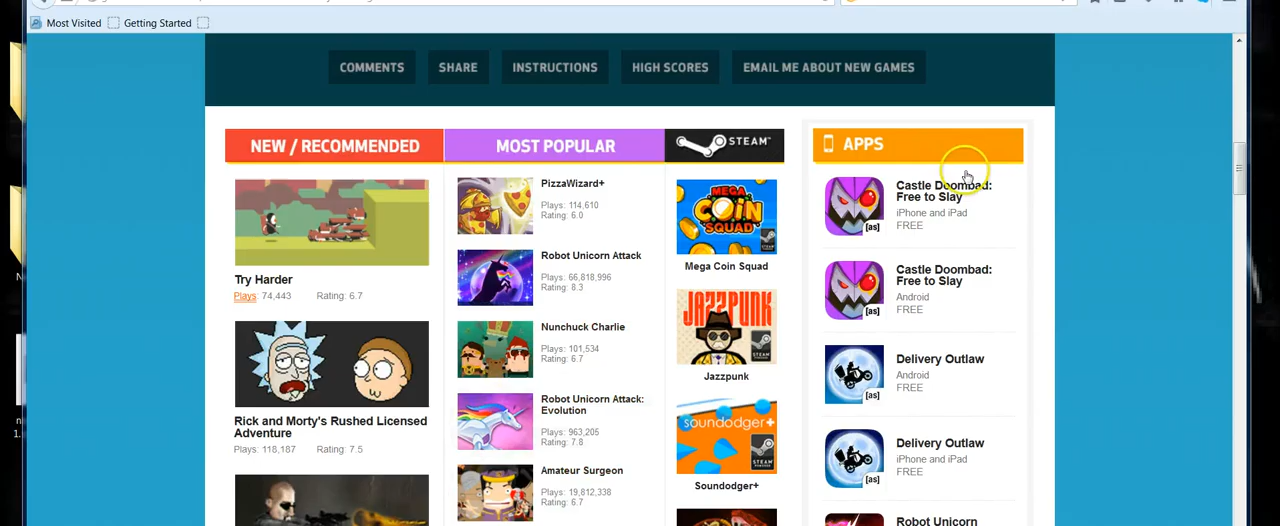 Most Visited Getting Started
COMMENTS SHARE INSTRUCTIONS HIGH SCORES EMAIL ME ABOUT NEW GAMES
NEW / RECOMMENDED
Try Harder
Plays: 74,443 Rating: 6.7
Rick and Morty's Rushed Licensed
Adventure
Plays: 118,187 Rating: 7.5
MOST POPULAR
PizzaWizard+
Plays: 114,610
Rating: 6.0
Robot Unicorn Attack
Plays: 66,818,996
Rating: 8.3
Nunchuck Charlie
Plays: 101,534
Rating: 6.7
Robot Unicorn Attack:
Evolution
Plays: 963,205
Rating: 7.8
Amateur Surgeon
Plays: 19,812,338
Rating: 6.7
STEAM™
MEGA
COIN
SQUAD
Mega Coin Squad
JAZZPUNK
Jazzpunk
soundodger+
Soundodger+
APPS
Castle Doombad:
Free to Slay
iPhone and iPad
FREE
[as]
Castle Doombad:
Free to Slay
Android
FREE
[as]
Delivery Outlaw
Android
FREE
[as]
Delivery Outlaw
iPhone and iPad
FREE
[as]
Robot Unicorn